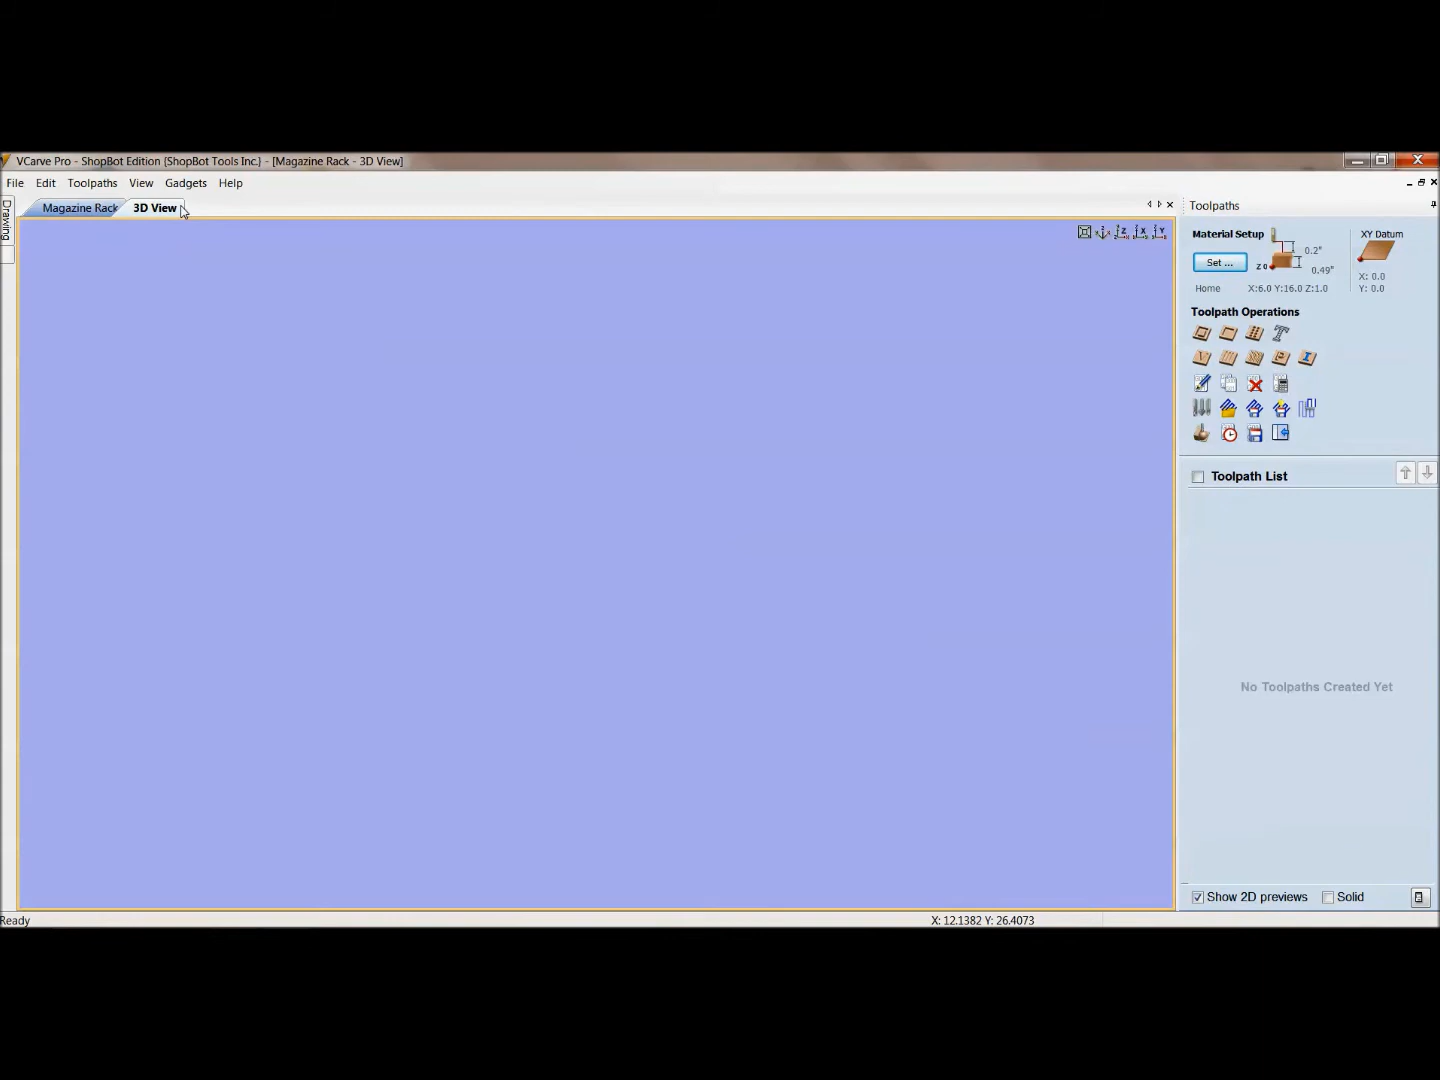 VCarve Pro - ShopBot Edition {ShopBot Tools Inc.} - [Magazine Rack - 3D View]
File Edit Toolpaths View Gadgets Help
Drawing
Magazine Rack 3D View
Toolpaths
Material Setup
XY Datum
Set ...
0.2"
Z 0
0.49"
X: 0.0
Y: 0.0
Home X:6.0 Y:16.0 Z:1.0
Toolpath Operations
Toolpath List
No Toolpaths Created Yet
Show 2D previews Solid
Ready
X: 12.1382 Y: 26.4073